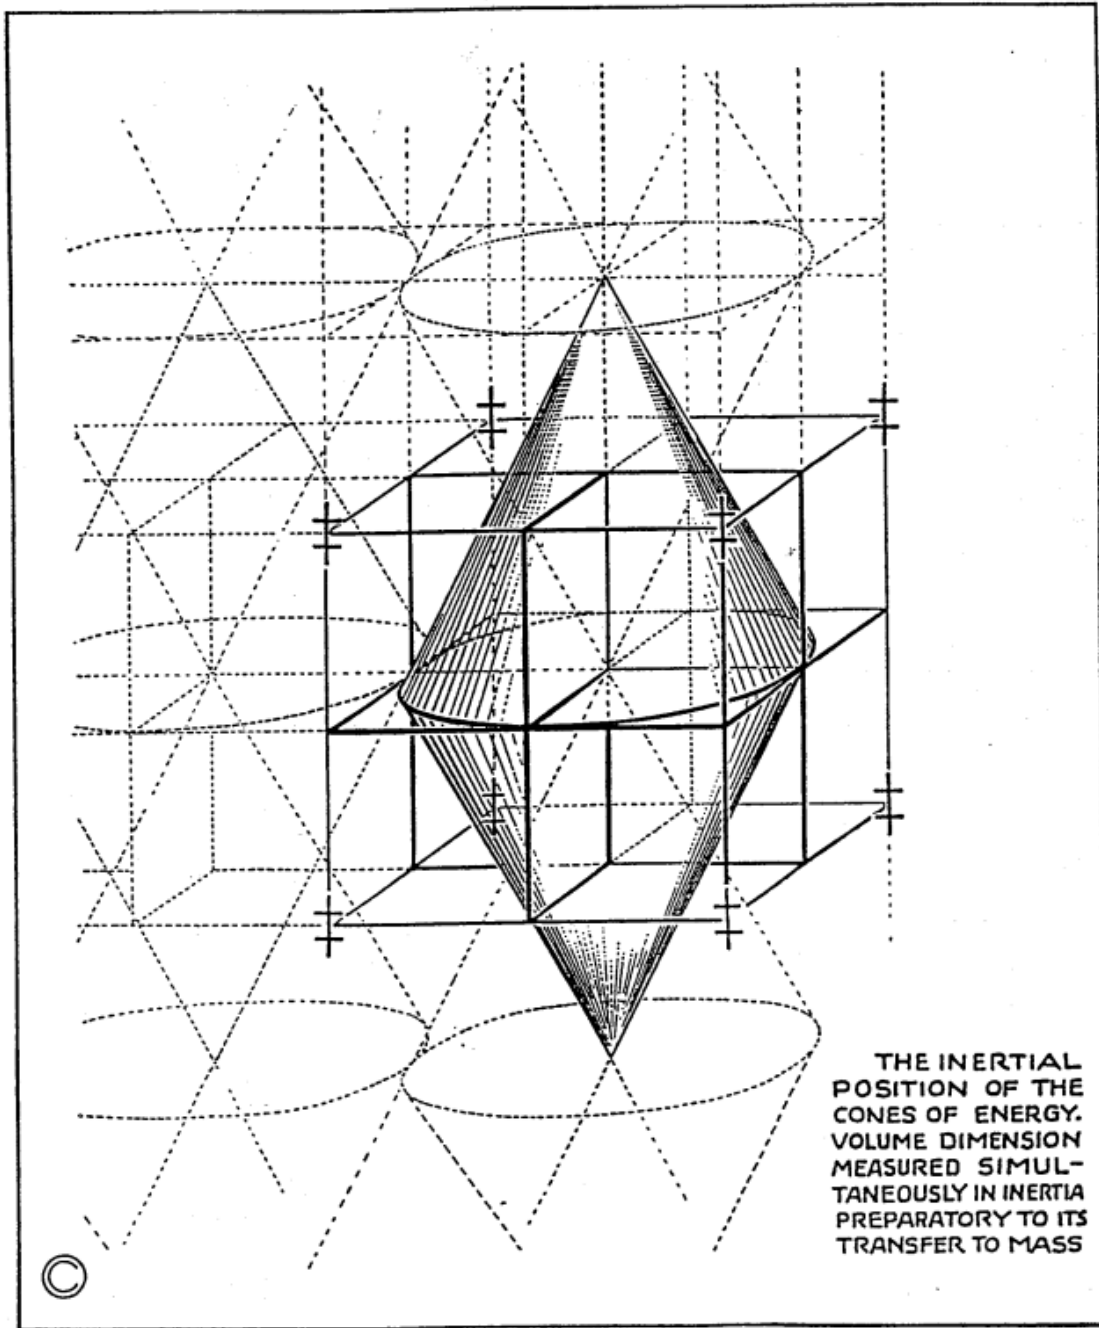 THE INERTIAL
POSITION OF THE
CONES OF ENERGY.
VOLUME DIMENSION
MEASURED SIMUL-
TANEOUSLY IN INERTIA
PREPARATORY TO ITS
TRANSFER TO MASS
©